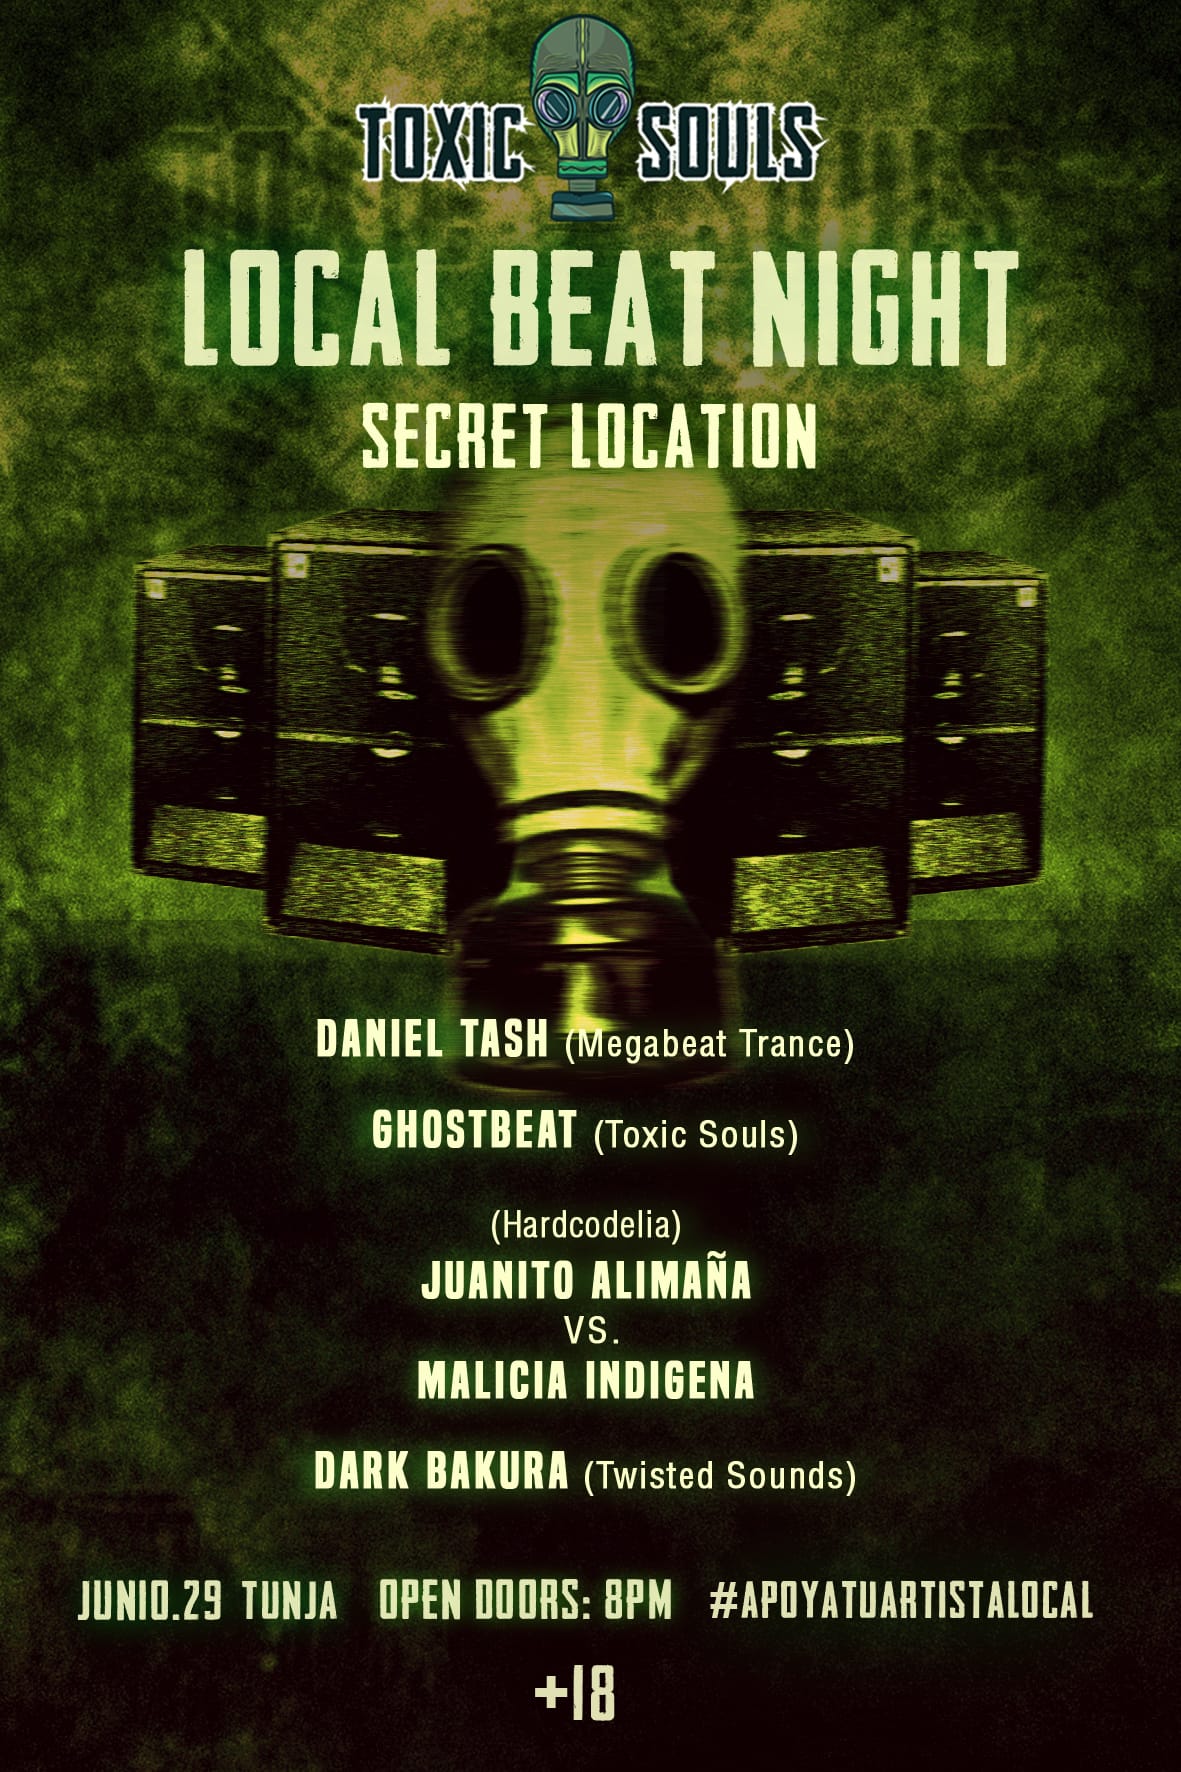 TOXIC SOULS
LOCAL BEAT NIGHT
SECRET LOCATION
DANIEL TASH (Megabeat Trance)
GHOSTBEAT (Toxic Souls)
(Hardcodelia)
JUANITO ALIMAÑA
VS.
MALICIA INDIGENA
DARK BAKURA (Twisted Sounds)
JUNIO.29 TUNJA OPEN DOORS: 8PM #APOYATUARTISTALOCAL
+18